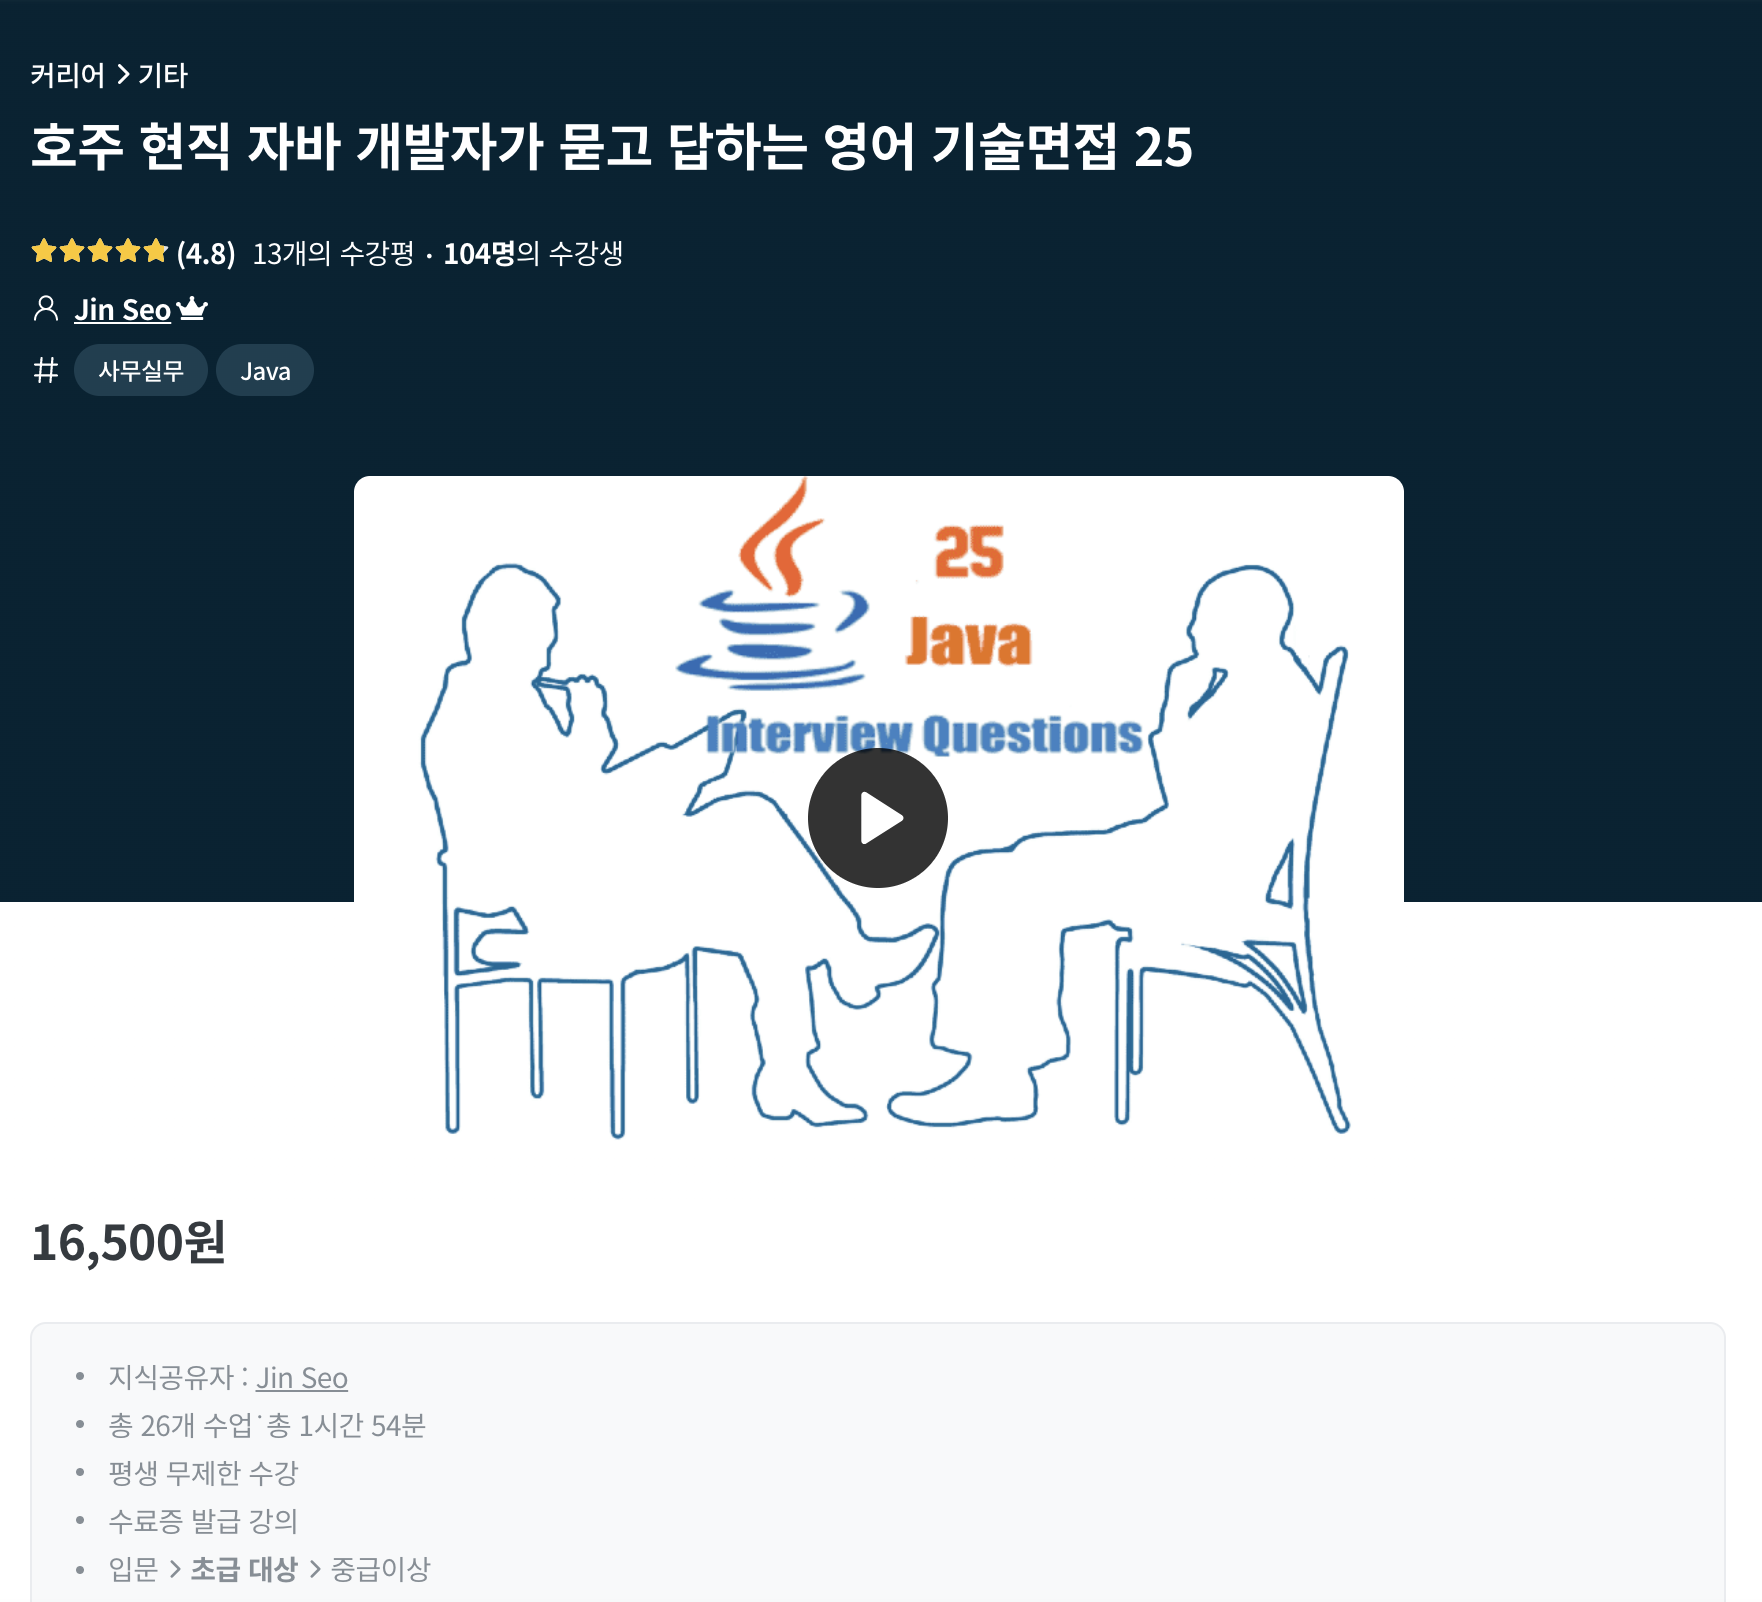 커리어 > 기타
호주 현직 자바 개발자가 묻고 답하는 영어 기술면접 25
(4.8) 13개의 수강평 · 104명의 수강생
Jin Seo
# 사무실무 Java
25
Java
Interview Questions
16,500원
• 지식공유자 : Jin Seo
• 총 26개 수업˙총 1시간 54분
• 평생 무제한 수강
• 수료증 발급 강의
• 입문 > 초급 대상 > 중급이상